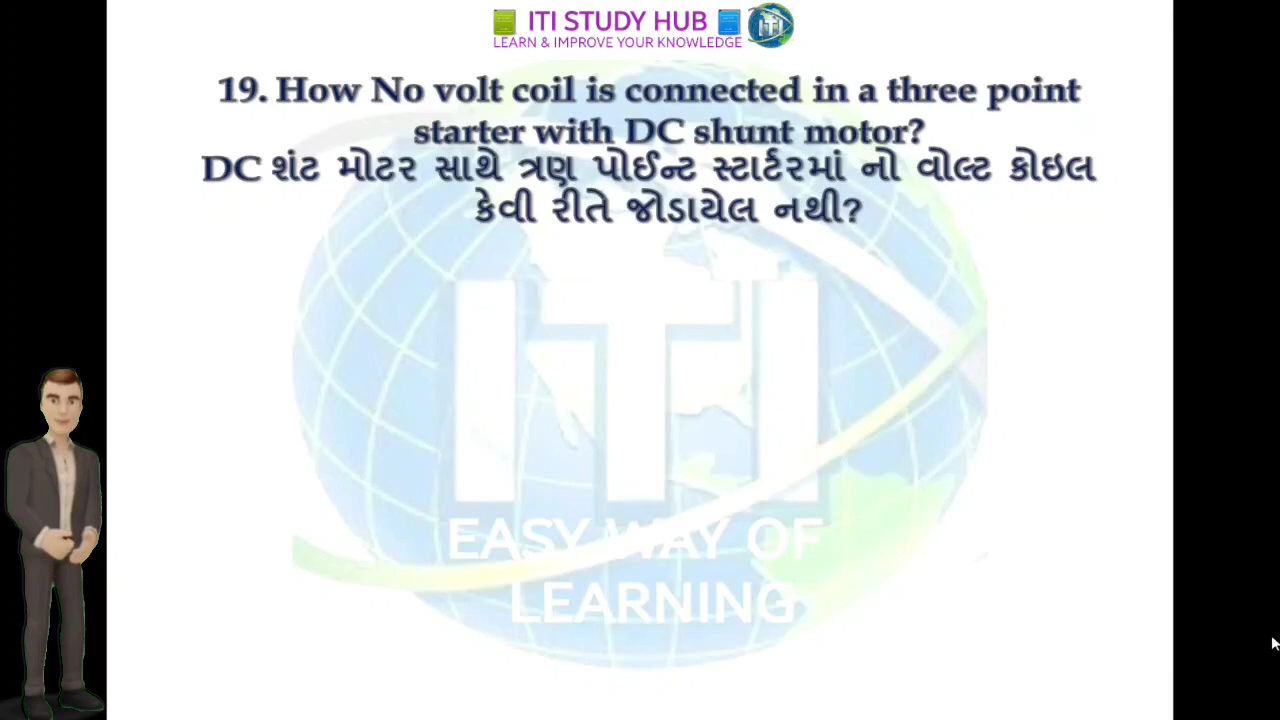 ITI STUDY HUB
LEARN & IMPROVE YOUR KNOWLEDGE
ITI
19. How No volt coil is connected in a three point
starter with DC shunt motor?
DC શંટ મોટર સાથે ત્રણ પોઈન્ટ સ્ટાર્ટરમાં નો વોલ્ટ કોઇલ
કેવી રીતે જોડાયેલ નથી?
ITI
EASY WAY OF
LEARNING